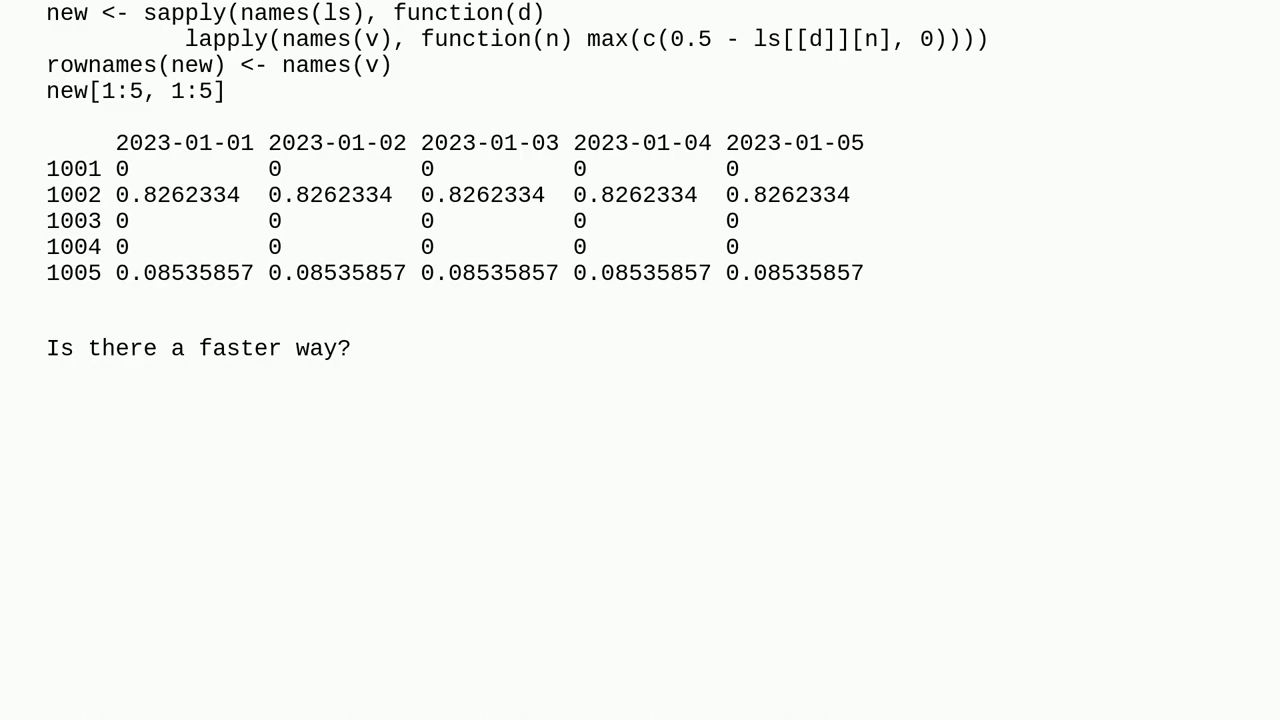 new <- sapply(names(ls), function(d)
          lapply(names(v), function(n) max(c(0.5 - ls[[d]][n], 0))))
rownames(new) <- names(v)
new[1:5, 1:5]

     2023-01-01 2023-01-02 2023-01-03 2023-01-04 2023-01-05
1001 0          0          0          0          0
1002 0.8262334  0.8262334  0.8262334  0.8262334  0.8262334
1003 0          0          0          0          0
1004 0          0          0          0          0
1005 0.08535857 0.08535857 0.08535857 0.08535857 0.08535857

Is there a faster way?